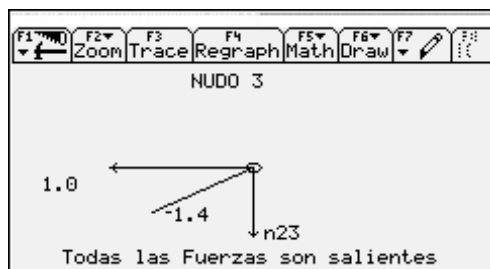 F1 F2 Zoom F3 Trace F4 Regraph F5 Math F6 Draw F7
NUDO 3
1.0
-1.4
n23
Todas las Fuerzas son salientes